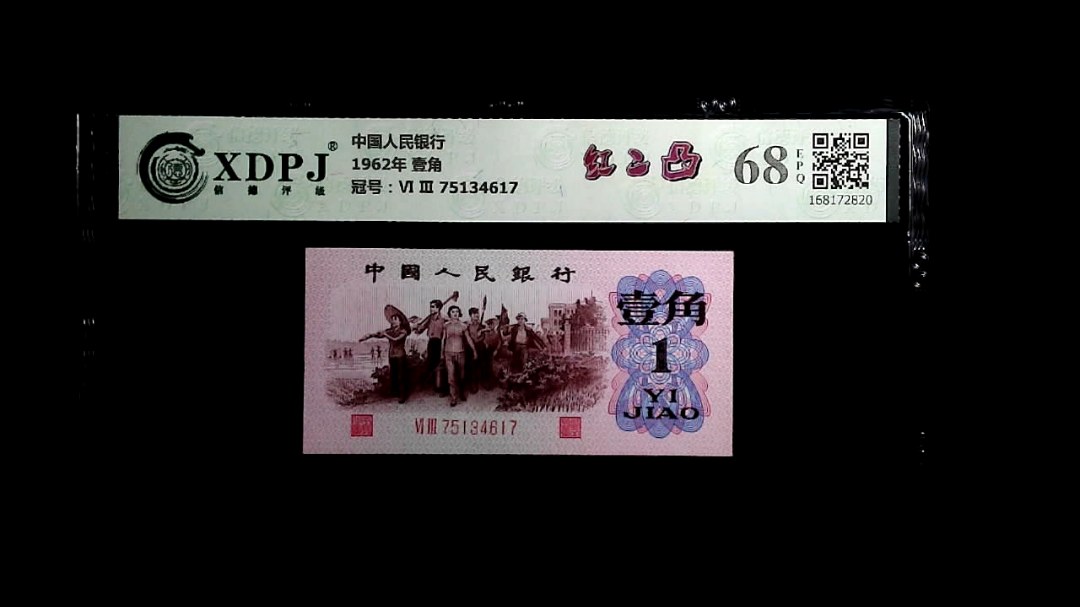 XDPJ®
信德评级
中国人民银行
1962年 壹角
冠号：Ⅵ Ⅲ 75134617
红二凸
68
EPQ
168172820
中國人民銀行
壹角
1
YI
JIAO
Ⅵ Ⅲ 75134617